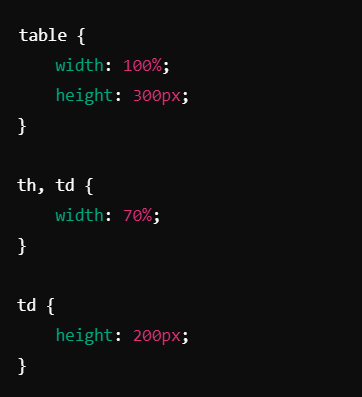 table {
    width: 100%;
    height: 300px;
}

th, td {
    width: 70%;
}

td {
    height: 200px;
}